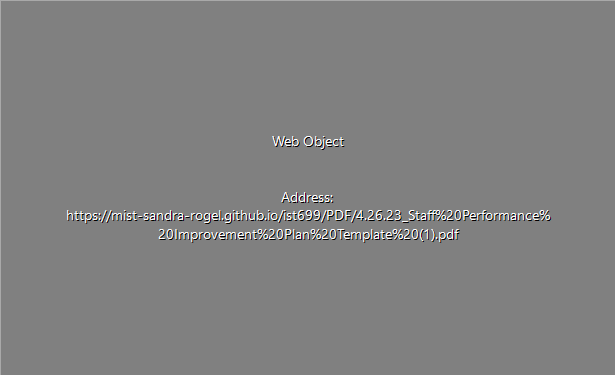 Web Object
Address:
https://mist-sandra-rogel.github.io/ist699/PDF/4.26.23_Staff%20Performance%
20Improvement%20Plan%20Template%20(1).pdf